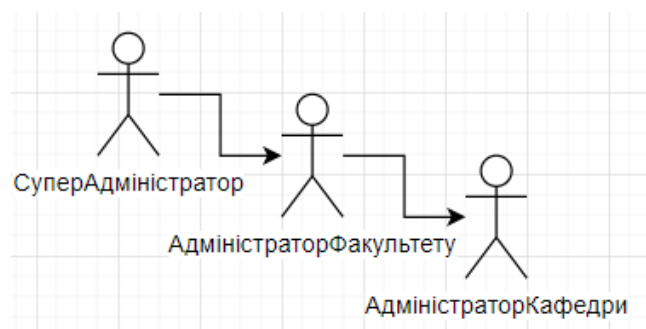 СуперАдміністратор
АдміністраторФакультету
АдміністраторКафедри